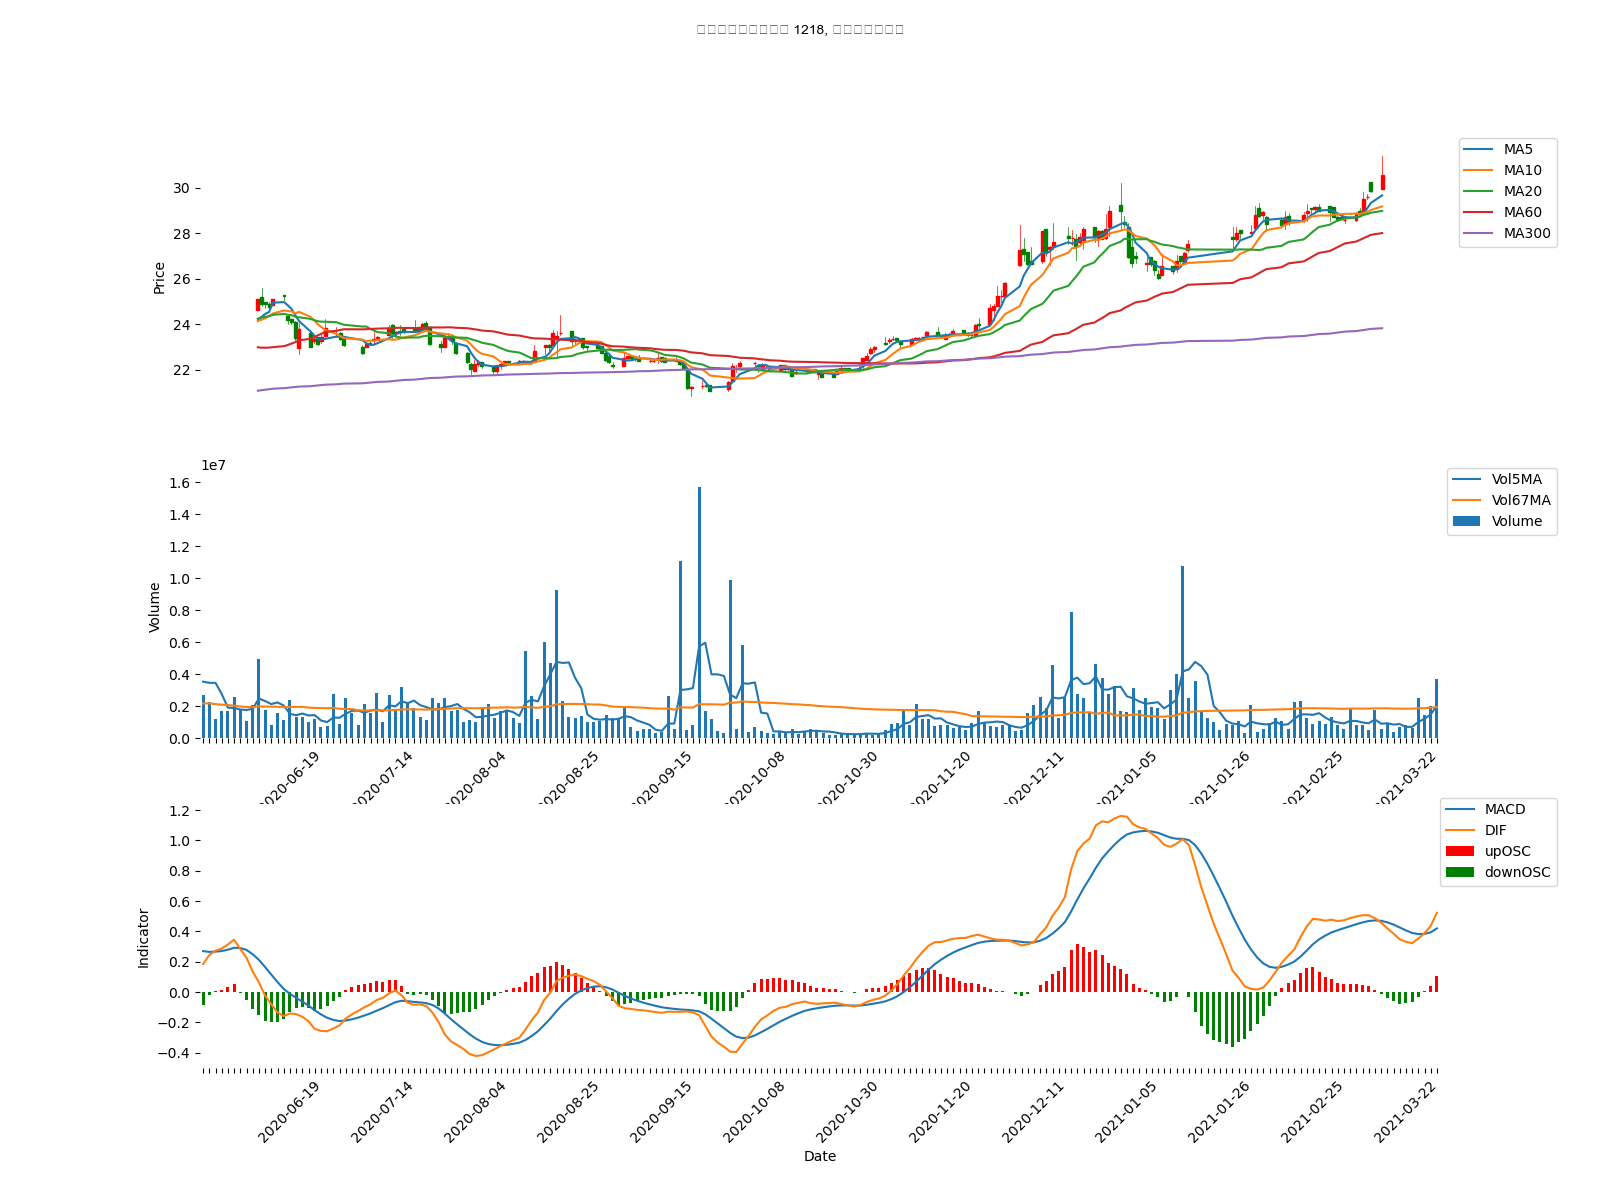 1218,
MA5
MA10
MA20
MA60
MA300
30
28
26
24
22
Price
1e7
Vol5MA
Vol67MA
Volume
1.6
1.4
1.2
1.0
0.8
0.6
0.4
0.2
0.0
Volume
2020-06-19
2020-07-14
2020-08-04
2020-08-25
2020-09-15
2020-10-08
2020-10-30
2020-11-20
2020-12-11
2021-01-05
2021-01-26
2021-02-25
2021-03-22
MACD
DIF
upOSC
downOSC
1.2
1.0
0.8
0.6
0.4
0.2
0.0
−0.2
−0.4
Indicator
2020-06-19
2020-07-14
2020-08-04
2020-08-25
2020-09-15
2020-10-08
2020-10-30
2020-11-20
2020-12-11
2021-01-05
2021-01-26
2021-02-25
2021-03-22
Date